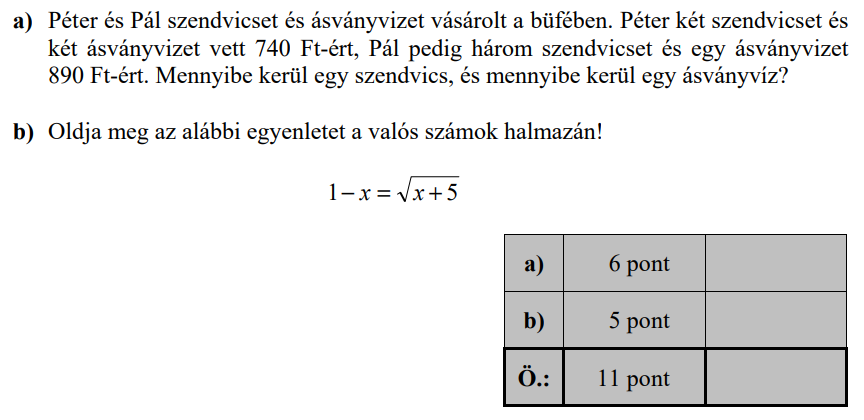 a) Péter és Pál szendvicset és ásványvizet vásárolt a büfében. Péter két szendvicset és
két ásványvizet vett 740 Ft-ért, Pál pedig három szendvicset és egy ásványvizet
890 Ft-ért. Mennyibe kerül egy szendvics, és mennyibe kerül egy ásványvíz?
b) Oldja meg az alábbi egyenletet a valós számok halmazán!
1 − x = √(x + 5)
a) 6 pont
b) 5 pont
Ö.: 11 pont